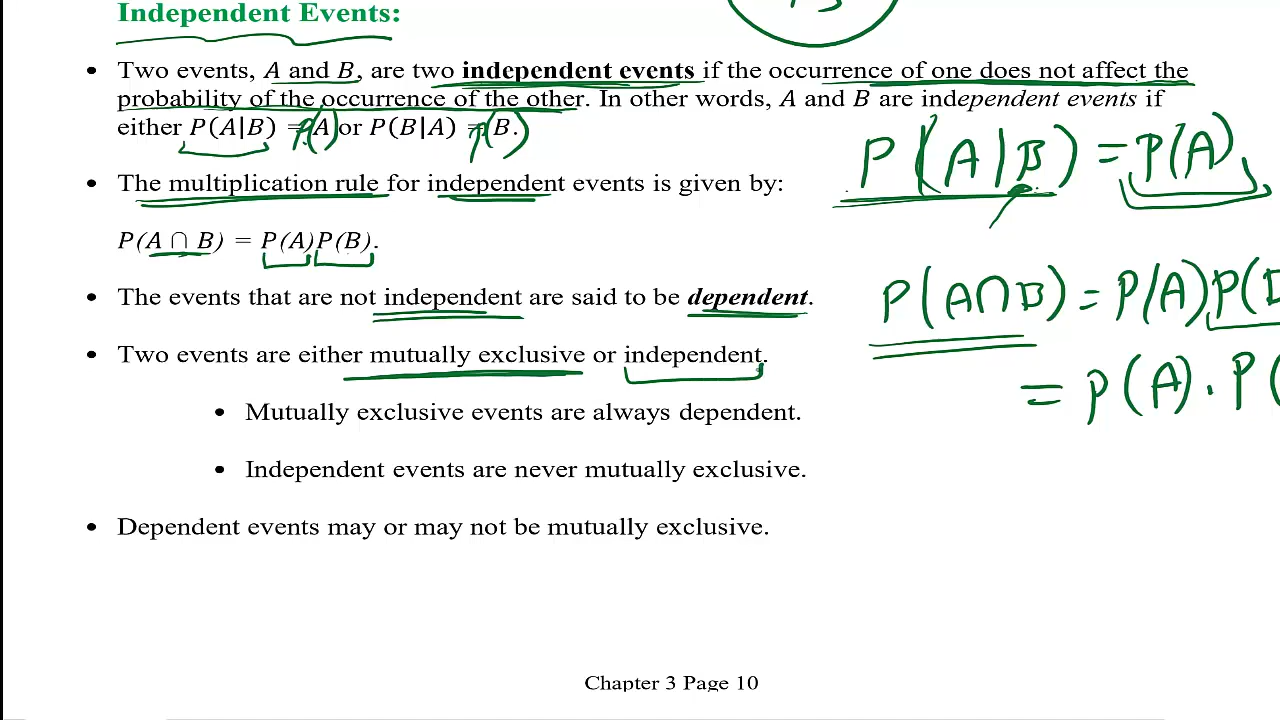 Independent Events:
• Two events, A and B, are two independent events if the occurrence of one does not affect the
probability of the occurrence of the other. In other words, A and B are independent events if
either P(A|B) = P(A) or P(B|A) = P(B).
P(A|B) = P(A)
• The multiplication rule for independent events is given by:
P(A ∩ B) = P(A)P(B).
• The events that are not independent are said to be dependent.
P(A∩B) = P(A)P(
• Two events are either mutually exclusive or independent.
= P(A) . P(
• Mutually exclusive events are always dependent.
• Independent events are never mutually exclusive.
• Dependent events may or may not be mutually exclusive.
Chapter 3 Page 10